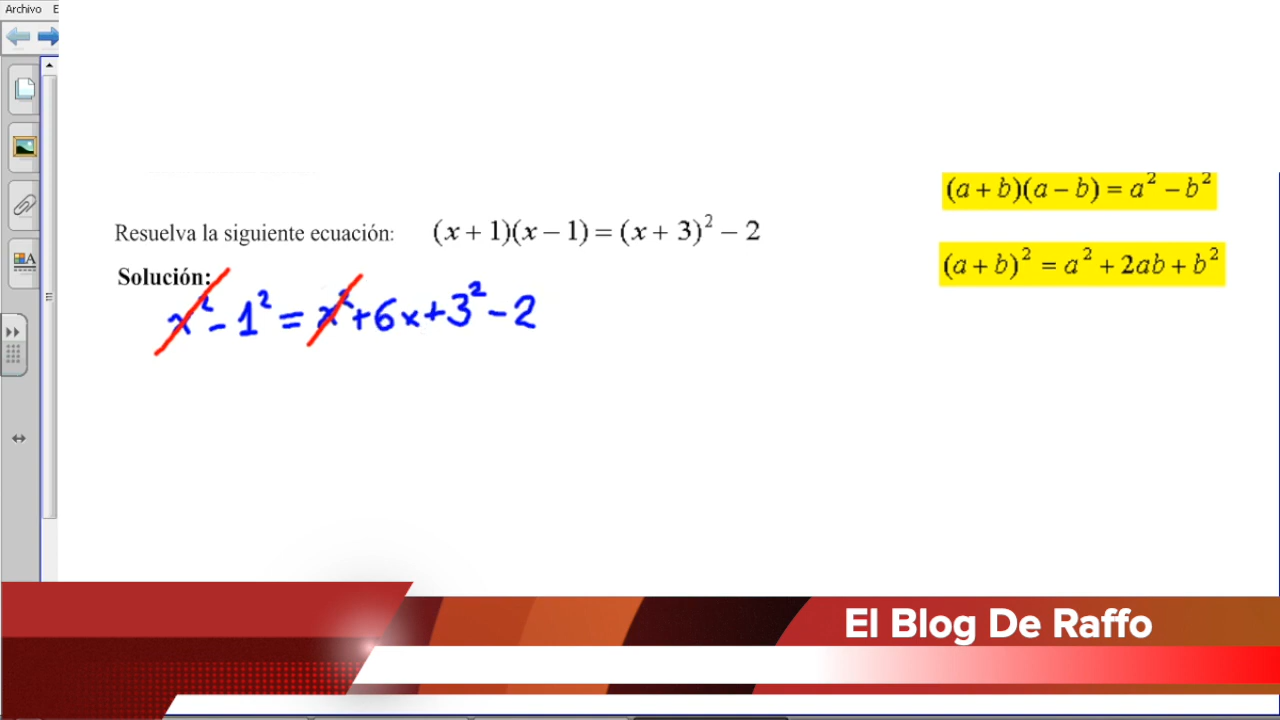 Archivo E
(a + b)(a − b) = a² − b²
Resuelva la siguiente ecuación: (x + 1)(x − 1) = (x + 3)² − 2
(a + b)² = a² + 2ab + b²
Solución:
x² − 1² = x² + 6x + 3² − 2
El Blog De Raffo